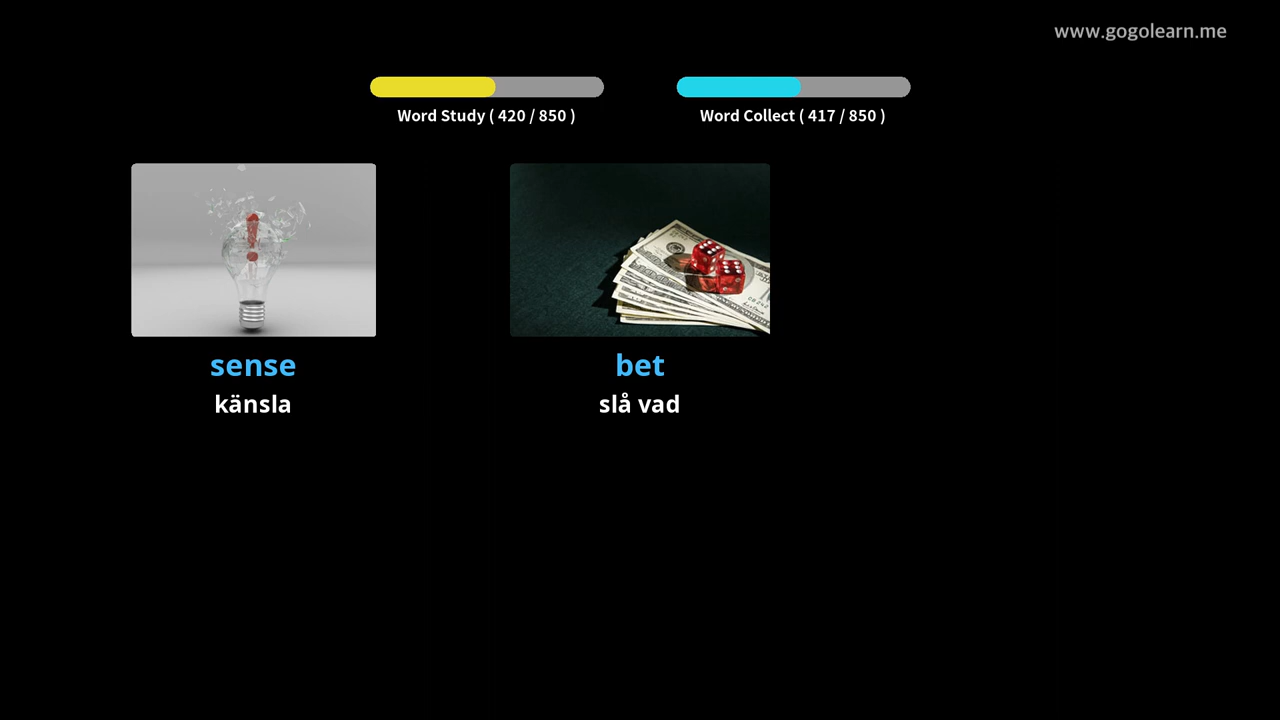 www.gogolearn.me
Word Study ( 420 / 850 )
Word Collect ( 417 / 850 )
sense
känsla
bet
slå vad